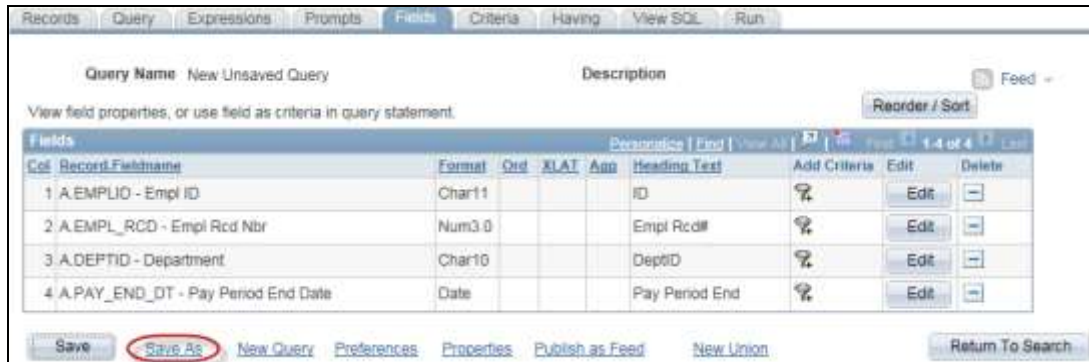 Records Query Expressions Prompts Fields Criteria Having View SQL Run
Query Name New Unsaved Query Description Feed
View field properties, or use field as criteria in query statement. Reorder / Sort
Fields Personalize | Find | View All | | First 1-4 of 4 Last
Col Record.Fieldname Format Ord XLAT Agg Heading Text Add Criteria Edit Delete
1 A.EMPLID - Empl ID Char11 ID Edit
2 A.EMPL_RCD - Empl Rcd Nbr Num3.0 Empl Rcd# Edit
3 A.DEPTID - Department Char10 DeptID Edit
4 A.PAY_END_DT - Pay Period End Date Date Pay Period End Edit
Save Save As New Query Preferences Properties Publish as Feed New Union Return To Search